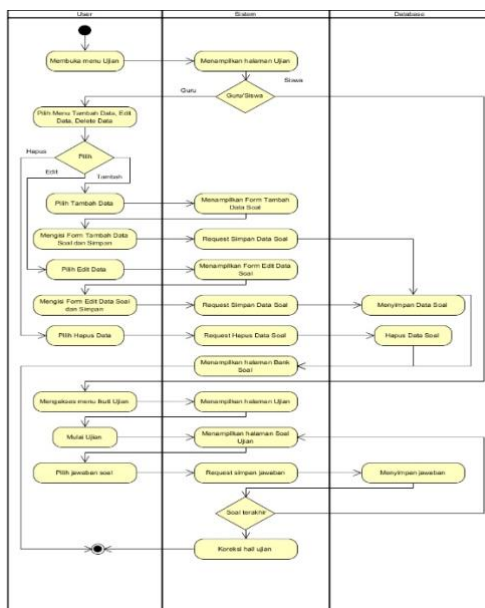 User
Sistem
Database
Membuka menu Ujian
Menampilkan halaman Ujian
Guru
Siswa
Guru/Siswa
Pilih Menu Tambah Data, Edit
Data, Delete Data
Hapus
Pilih
Edit
Tambah
Pilih Tambah Data
Menampilkan Form Tambah
Data Soal
Mengisi Form Tambah Data
Soal dan Simpan
Request Simpan Data Soal
Pilih Edit Data
Menampilkan Form Edit Data
Soal
Mengisi Form Edit Data Soal
dan Simpan
Request Simpan Data Soal
Menyimpan Data Soal
Pilih Hapus Data
Request Hapus Data Soal
Hapus Data Soal
Menampilkan halaman Bank
Soal
Mengakses menu Ikuti Ujian
Menampilkan halaman Ujian
Mulai Ujian
Menampilkan halaman Soal
Ujian
Pilih jawaban soal
Request simpan jawaban
Menyimpan jawaban
Soal terakhir
Koreksi hail ujian